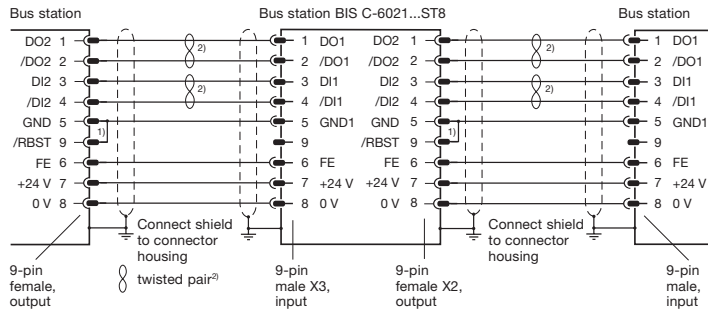 Bus station Bus station BIS C-6021...ST8 Bus station
DO2 1 2) 1 DO1 DO2 1 2) 1 DO1
/DO2 2 2 /DO1 /DO2 2 2 /DO1
DI2 3 2) 3 DI1 DI2 3 2) 3 DI1
/DI2 4 4 /DI1 /DI2 4 4 /DI1
GND 5 5 GND1 GND 5 5 GND1
1) 1)
/RBST 9 9 /RBST 9 9
FE 6 6 FE FE 6 6 FE
+24 V 7 7 +24 V +24 V 7 7 +24 V
0 V 8 8 0 V 0 V 8 8 0 V
Connect shield
to connector
housing
Connect shield
to connector
housing
9-pin
female,
output
twisted pair2)
9-pin
male X3,
input
9-pin
female X2,
output
9-pin
male,
input